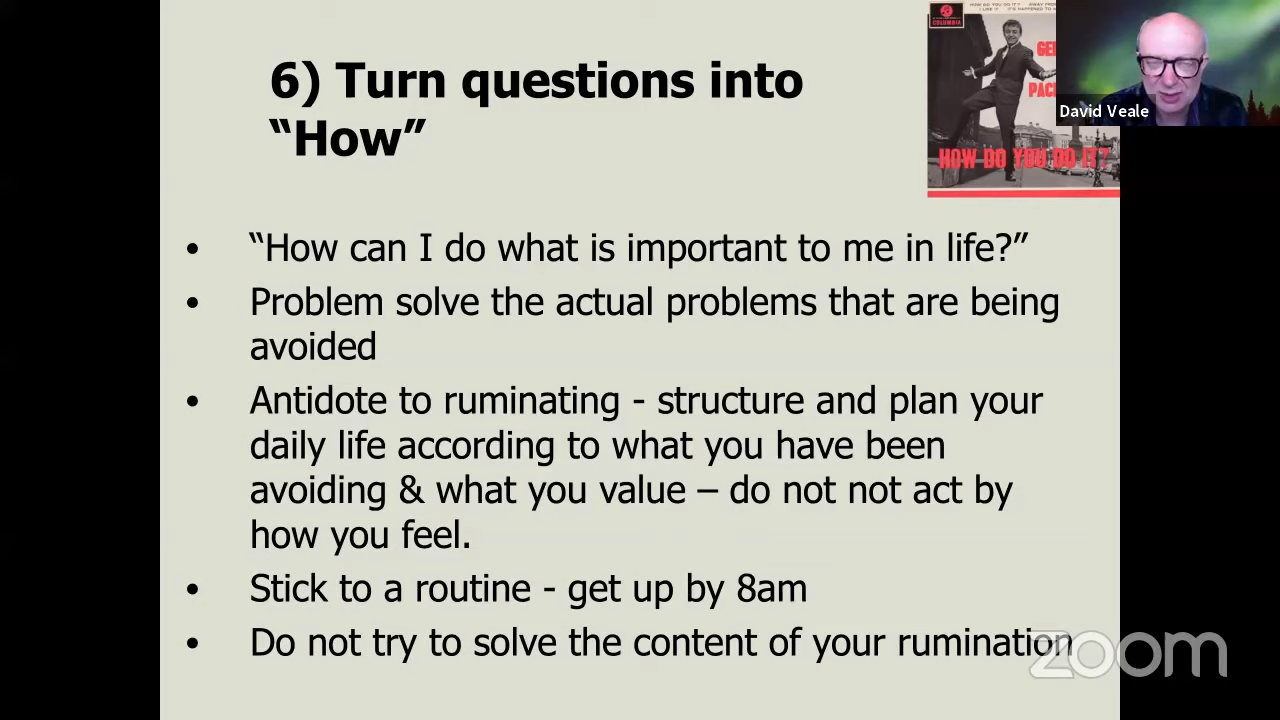 6) Turn questions into
“How”
HOW DO YOU DO IT?
COLUMBIA
HOW DO YOU DO IT?
David Veale
• “How can I do what is important to me in life?”
• Problem solve the actual problems that are being
avoided
• Antidote to ruminating - structure and plan your
daily life according to what you have been
avoiding & what you value – do not not act by
how you feel.
• Stick to a routine - get up by 8am
• Do not try to solve the content of your rumination
zoom